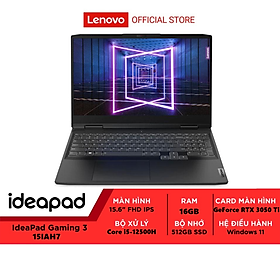 Lenovo
OFFICIAL STORE
ideapad
IdeaPad Gaming 3
15IAH7
MÀN HÌNH
15.6" FHD IPS
RAM
16GB
CARD MÀN HÌNH
GeForce RTX 3050 Ti
BỘ XỬ LÝ
Core i5-12500H
BỘ NHỚ
512GB SSD
HỆ ĐIỀU HÀNH
Windows 11